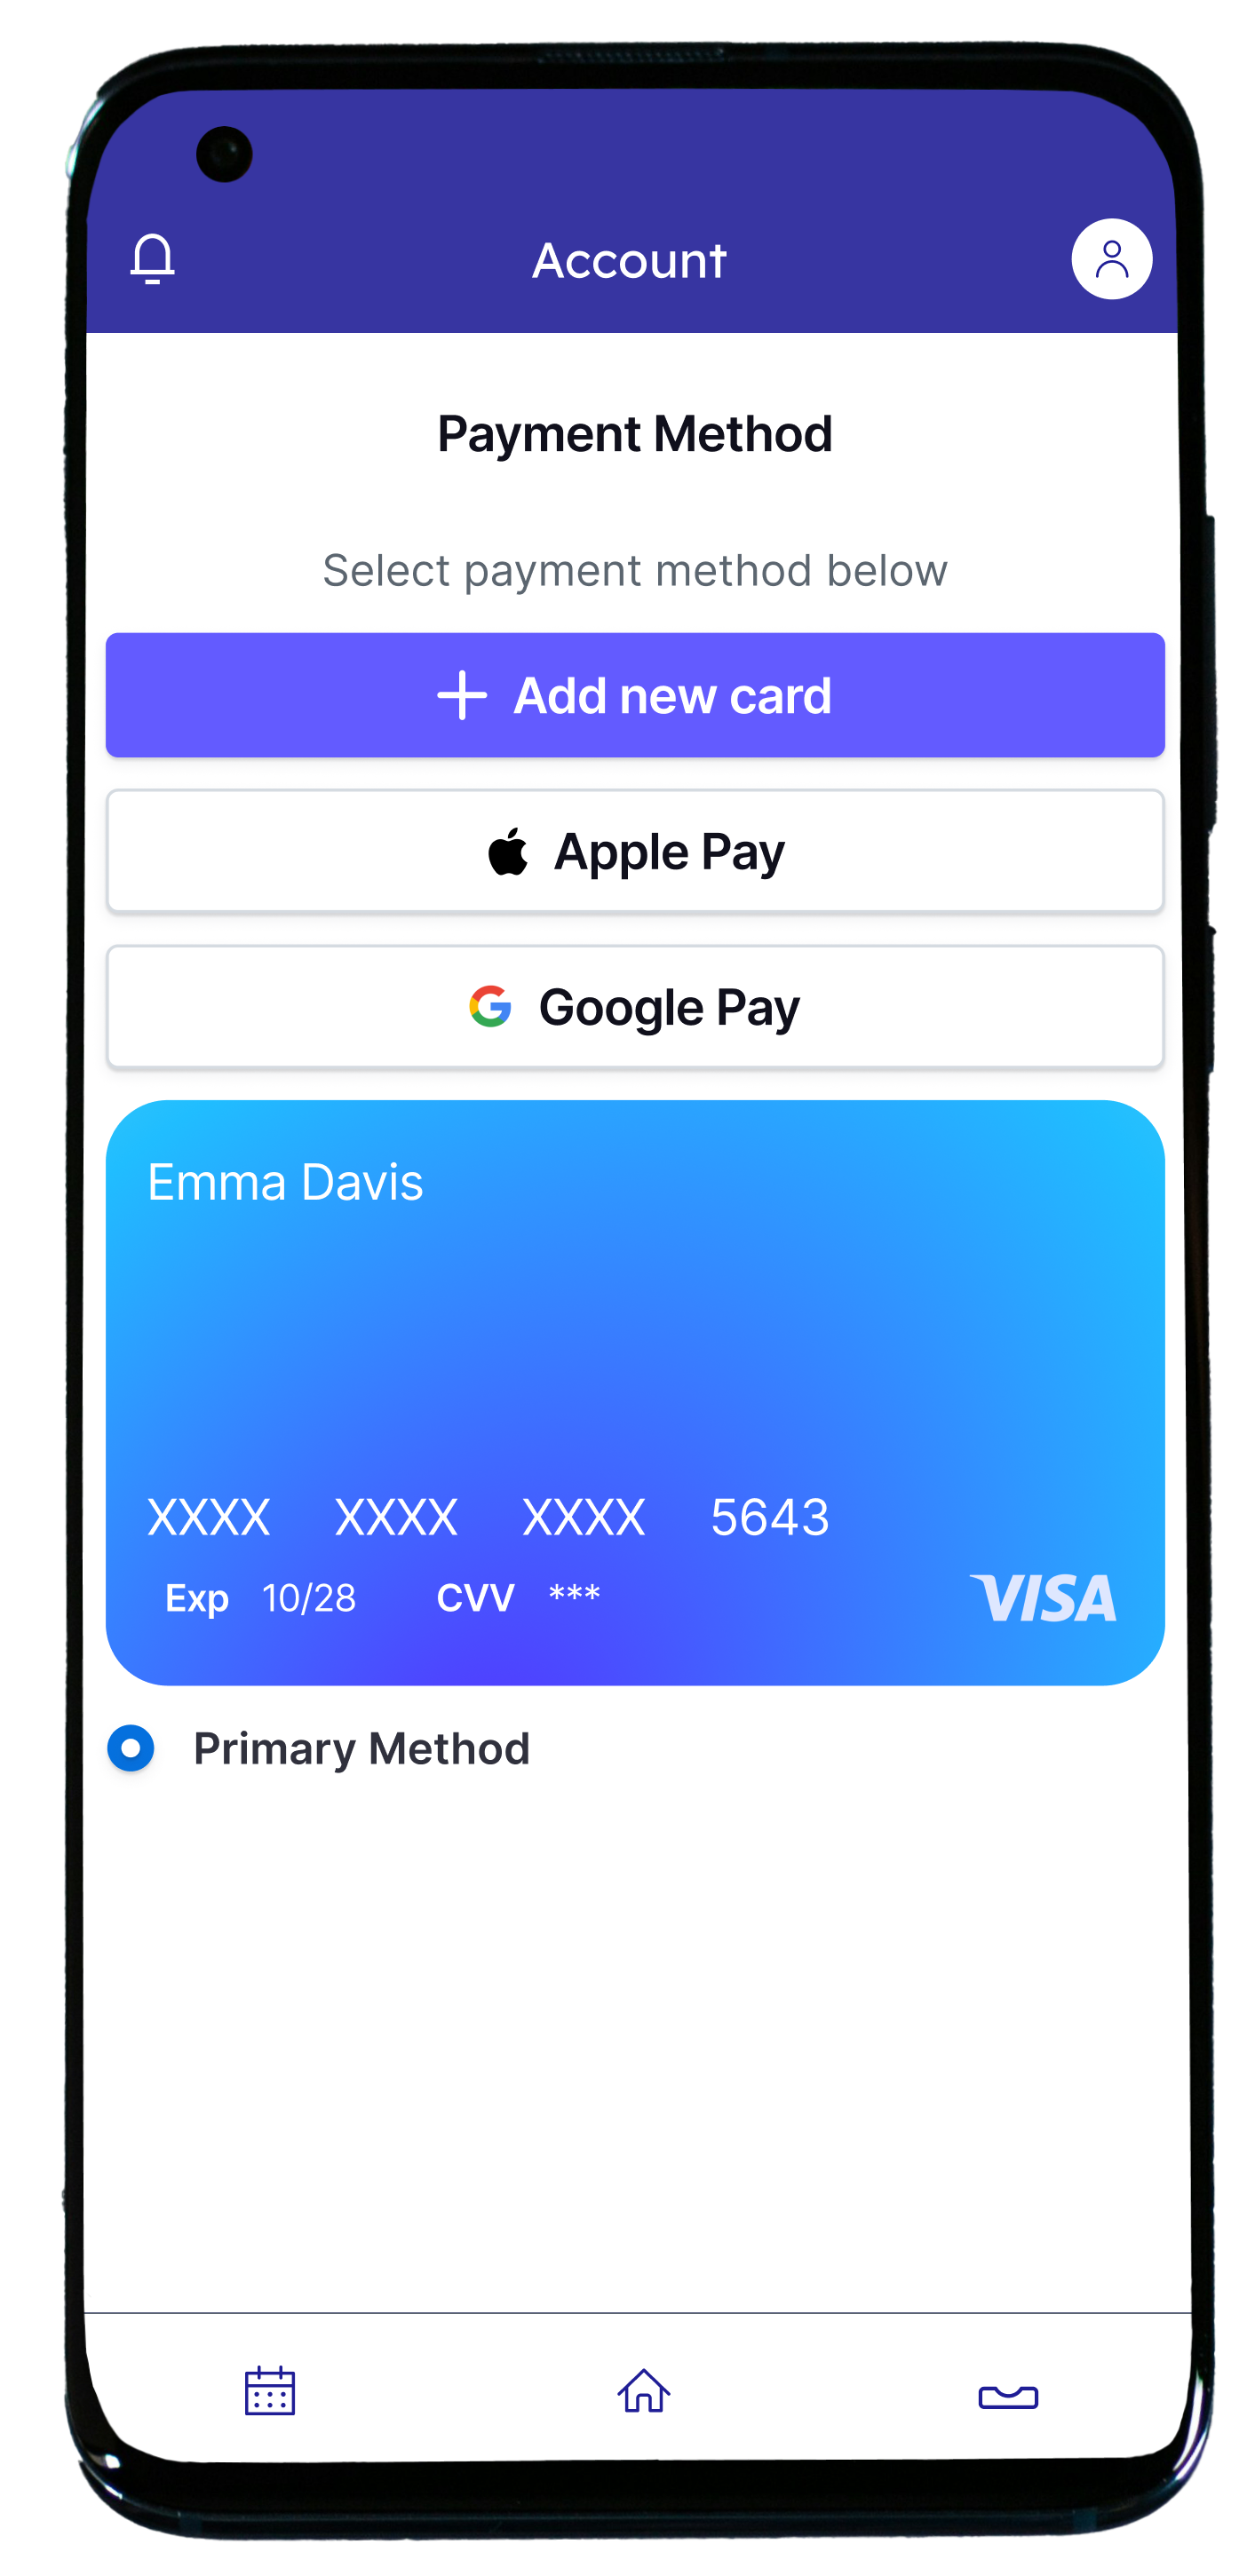 Account
Payment Method
Select payment method below
Add new card
Apple Pay
Google Pay
Emma Davis
XXXX XXXX XXXX 5643
Exp 10/28 CVV ***
VISA
Primary Method